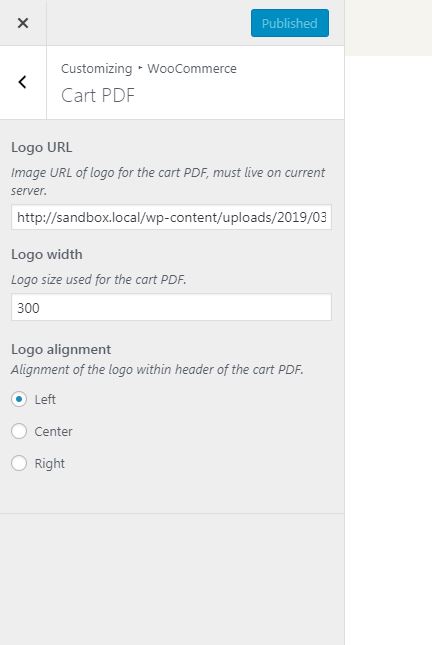 Published
Customizing ▸ WooCommerce
Cart PDF
Logo URL
Image URL of logo for the cart PDF, must live on current
server.
http://sandbox.local/wp-content/uploads/2019/03
Logo width
Logo size used for the cart PDF.
300
Logo alignment
Alignment of the logo within header of the cart PDF.
Left
Center
Right